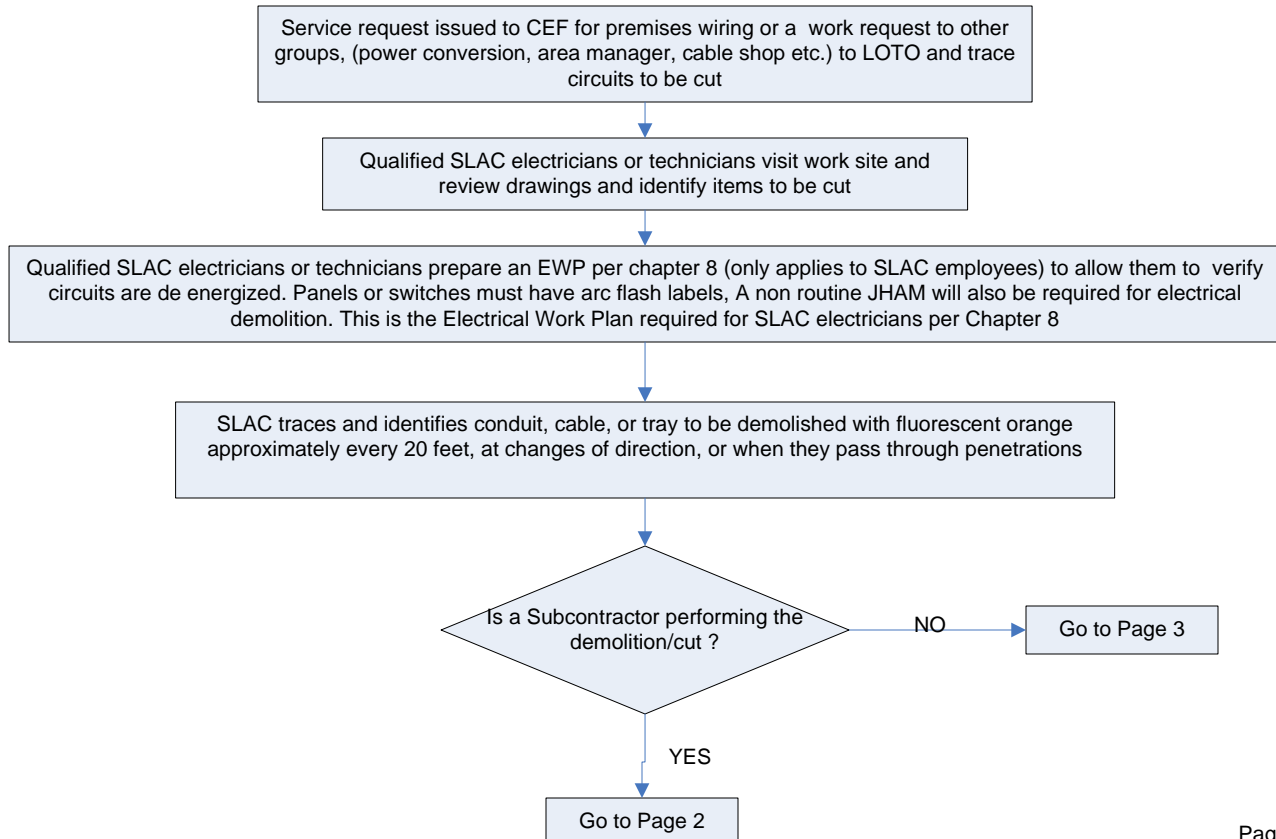 Service request issued to CEF for premises wiring or a work request to other
groups, (power conversion, area manager, cable shop etc.) to LOTO and trace
circuits to be cut
Qualified SLAC electricians or technicians visit work site and
review drawings and identify items to be cut
Qualified SLAC electricians or technicians prepare an EWP per chapter 8 (only applies to SLAC employees) to allow them to verify
circuits are de energized. Panels or switches must have arc flash labels, A non routine JHAM will also be required for electrical
demolition. This is the Electrical Work Plan required for SLAC electricians per Chapter 8
SLAC traces and identifies conduit, cable, or tray to be demolished with fluorescent orange
approximately every 20 feet, at changes of direction, or when they pass through penetrations
Is a Subcontractor performing the
demolition/cut ?
NO
Go to Page 3
YES
Go to Page 2
Pag